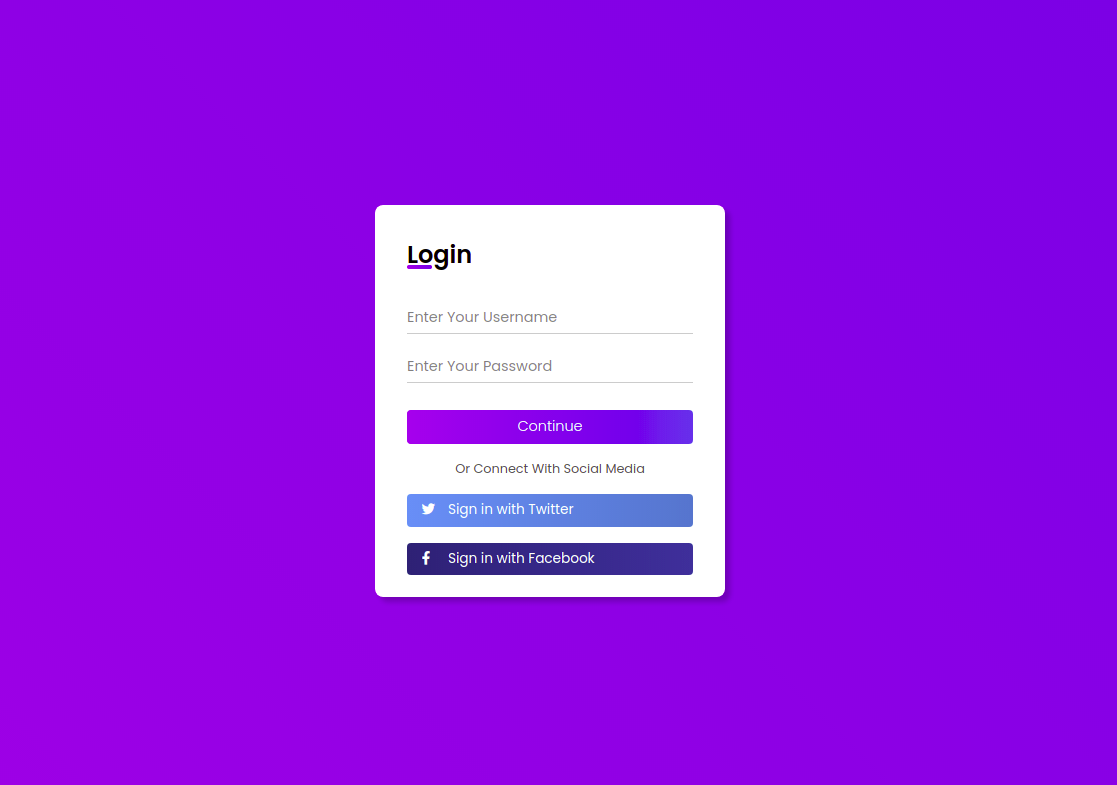 Login
Enter Your Username
Enter Your Password
Continue
Or Connect With Social Media
Sign in with Twitter
Sign in with Facebook